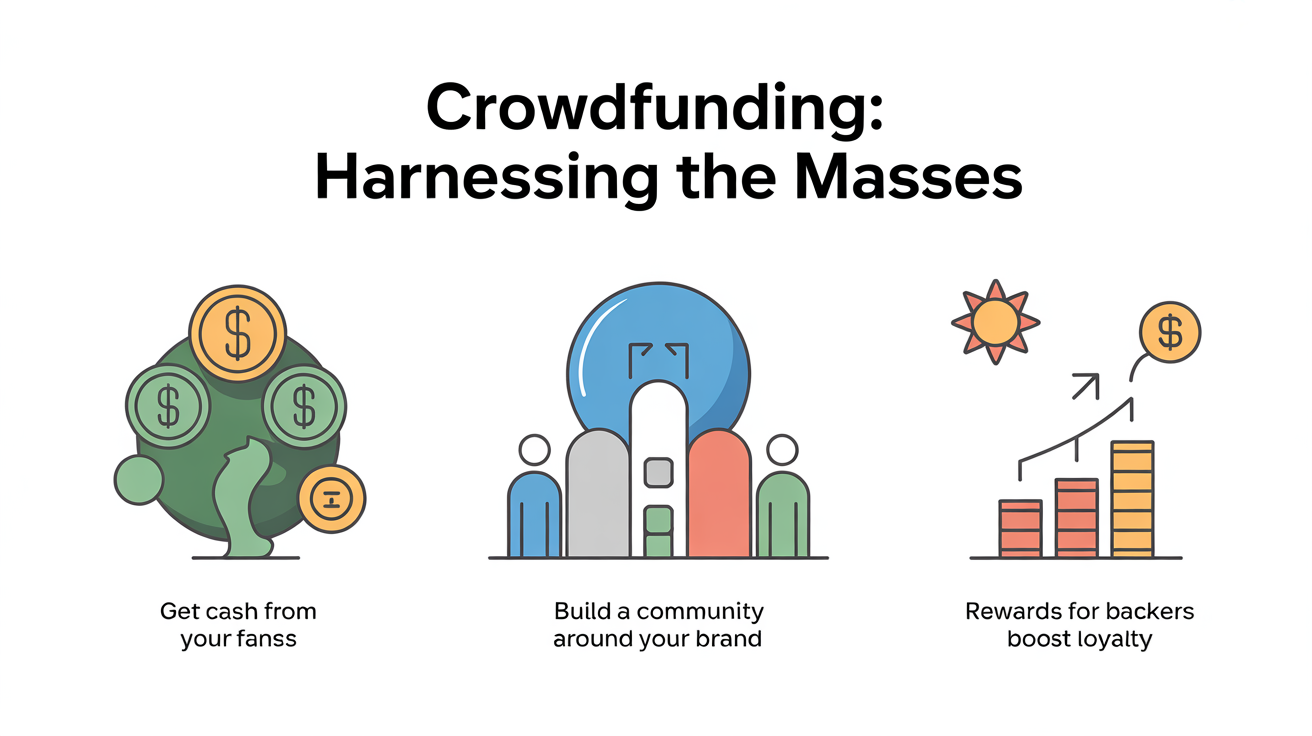 Crowdfunding:
Harnessing the Masses
$
$
$
$
Get cash from
your fanss
Build a community
around your brand
Rewards for backers
boost loyalty